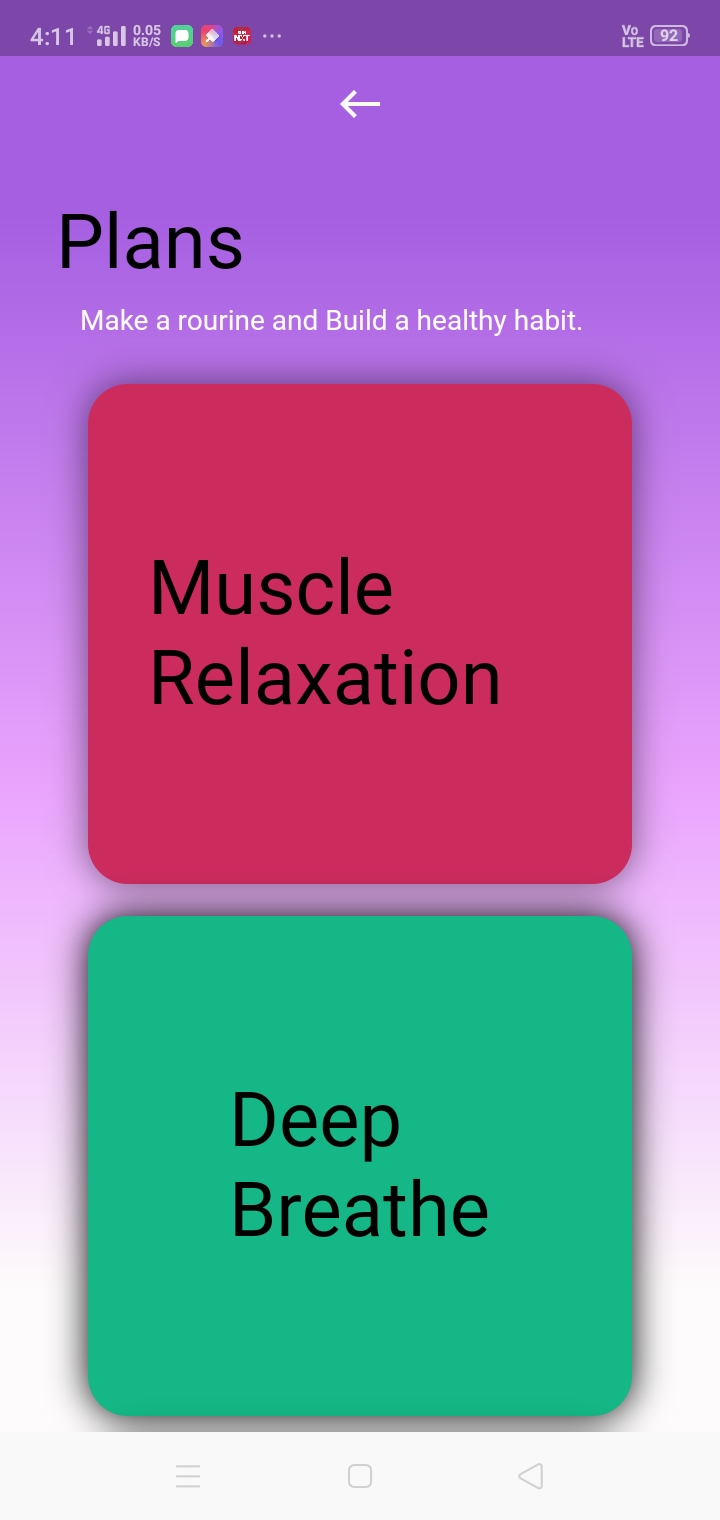 4:11 4G 0.05 KB/S ... Vo LTE 92
Plans
Make a rourine and Build a healthy habit.
Muscle
Relaxation
Deep
Breathe